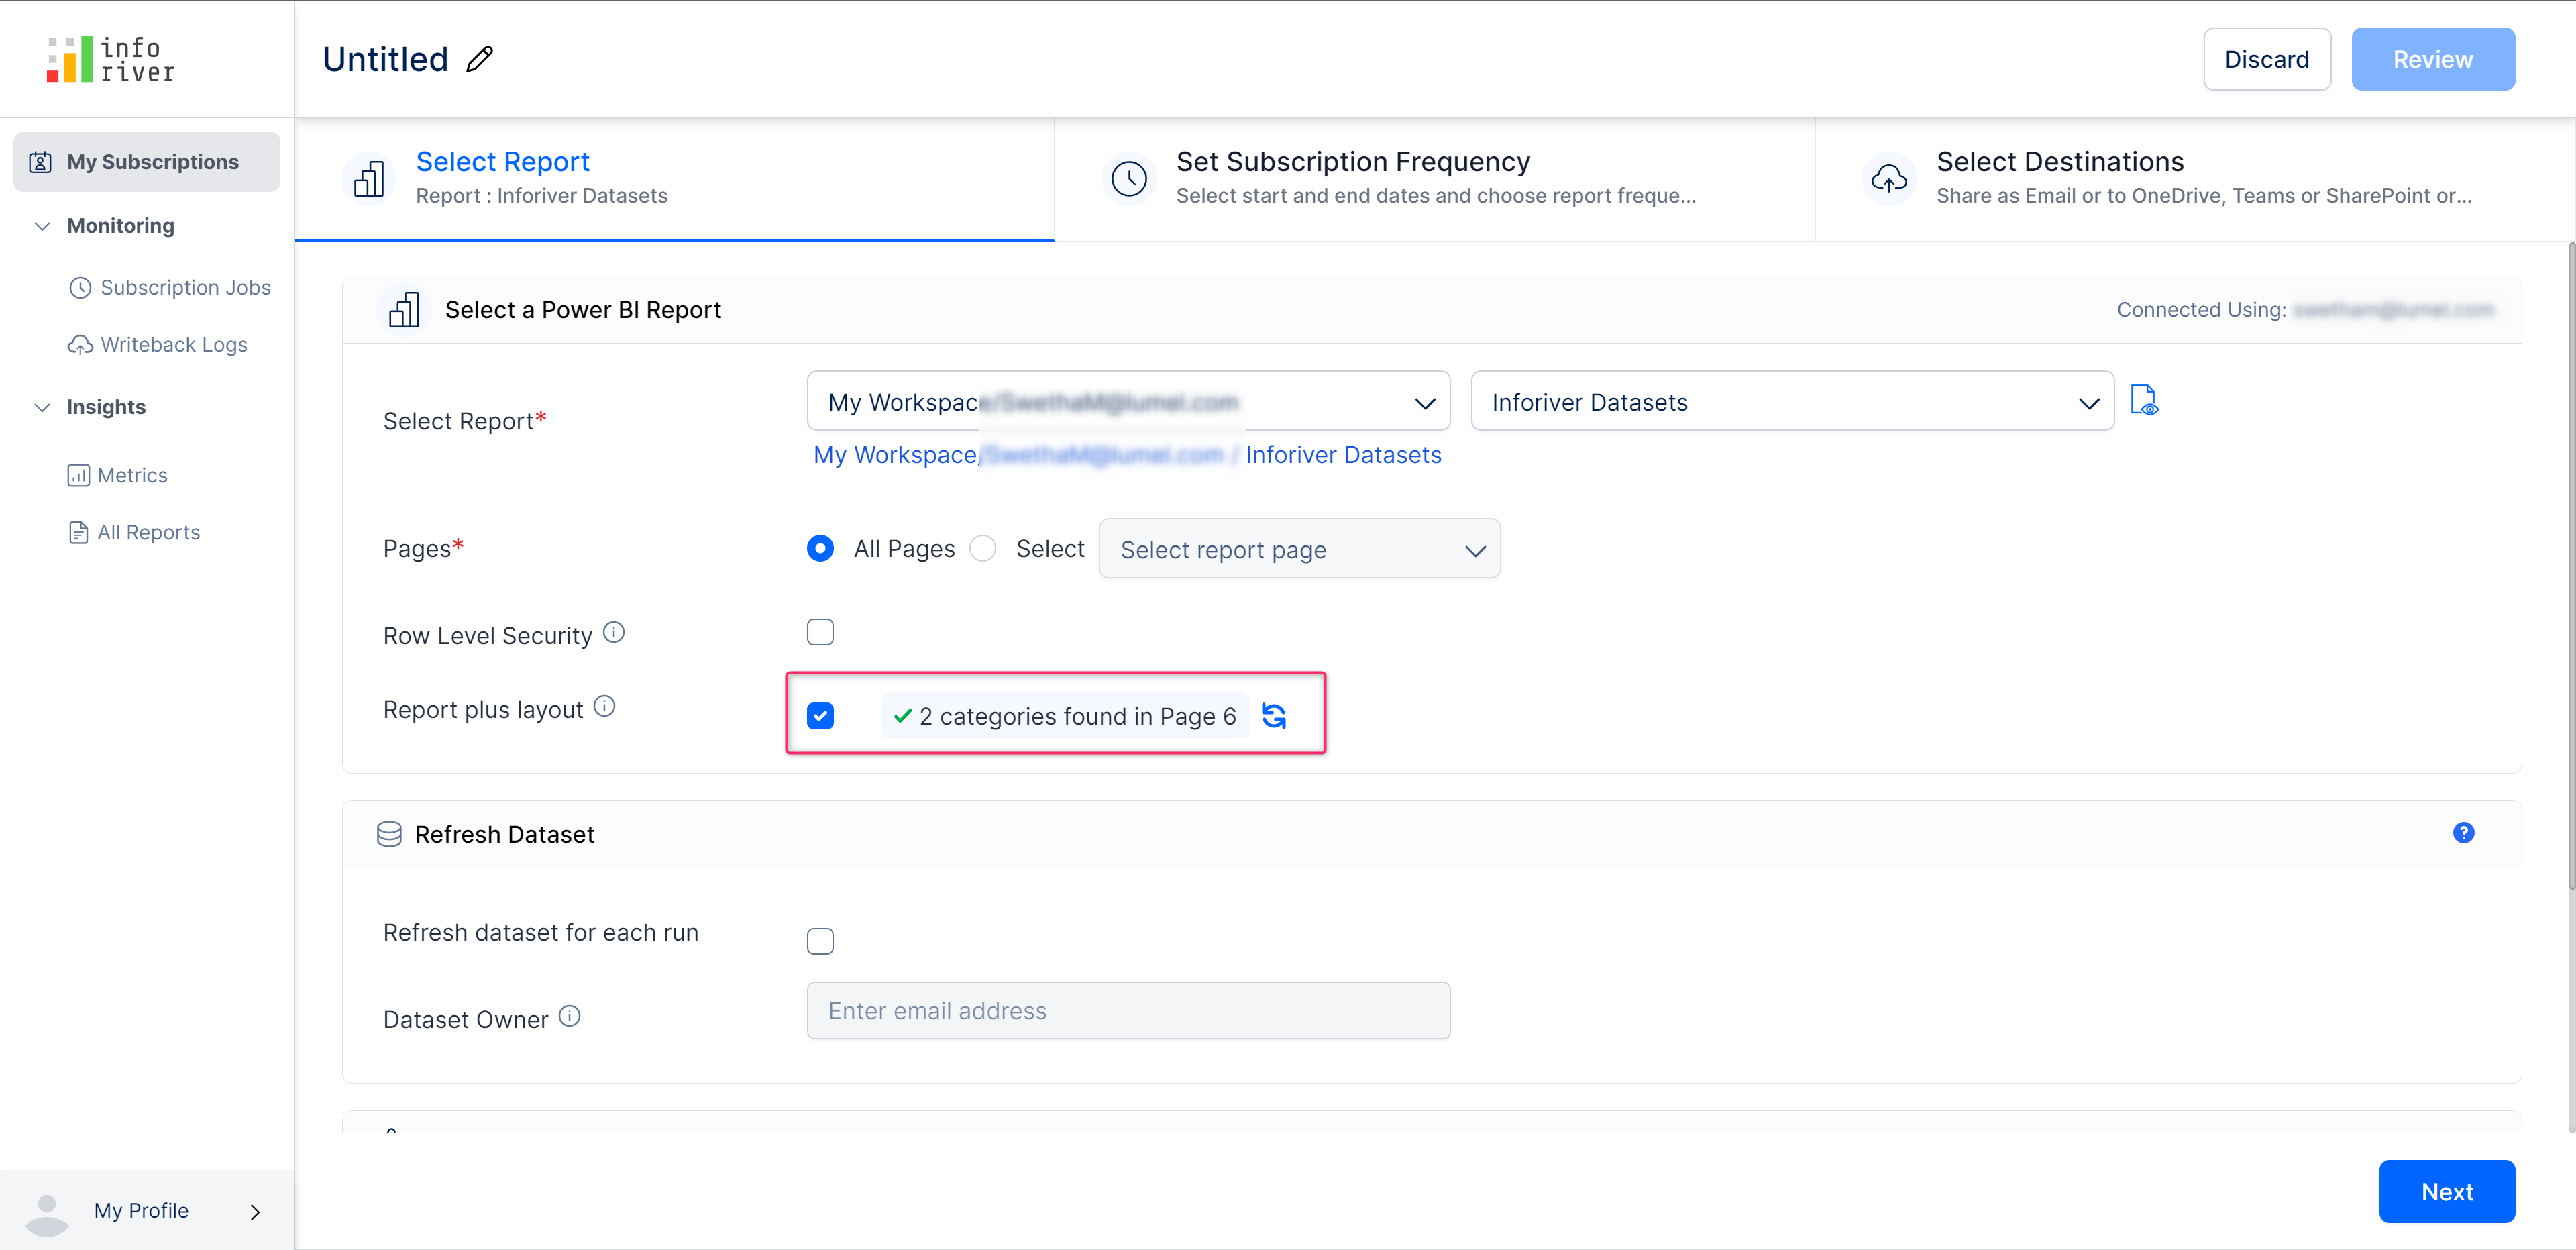 info
river
Untitled
Discard
Review
My Subscriptions
Monitoring
Subscription Jobs
Writeback Logs
Insights
Metrics
All Reports
My Profile
Select Report
Report : Inforiver Datasets
Set Subscription Frequency
Select start and end dates and choose report freque...
Select Destinations
Share as Email or to OneDrive, Teams or SharePoint or...
Select a Power BI Report
Connected Using:
Select Report*
My Workspace
Inforiver Datasets
My Workspace/ Inforiver Datasets
Pages*
All Pages
Select
Select report page
Row Level Security
Report plus layout
2 categories found in Page 6
Refresh Dataset
?
Refresh dataset for each run
Dataset Owner
Enter email address
Next